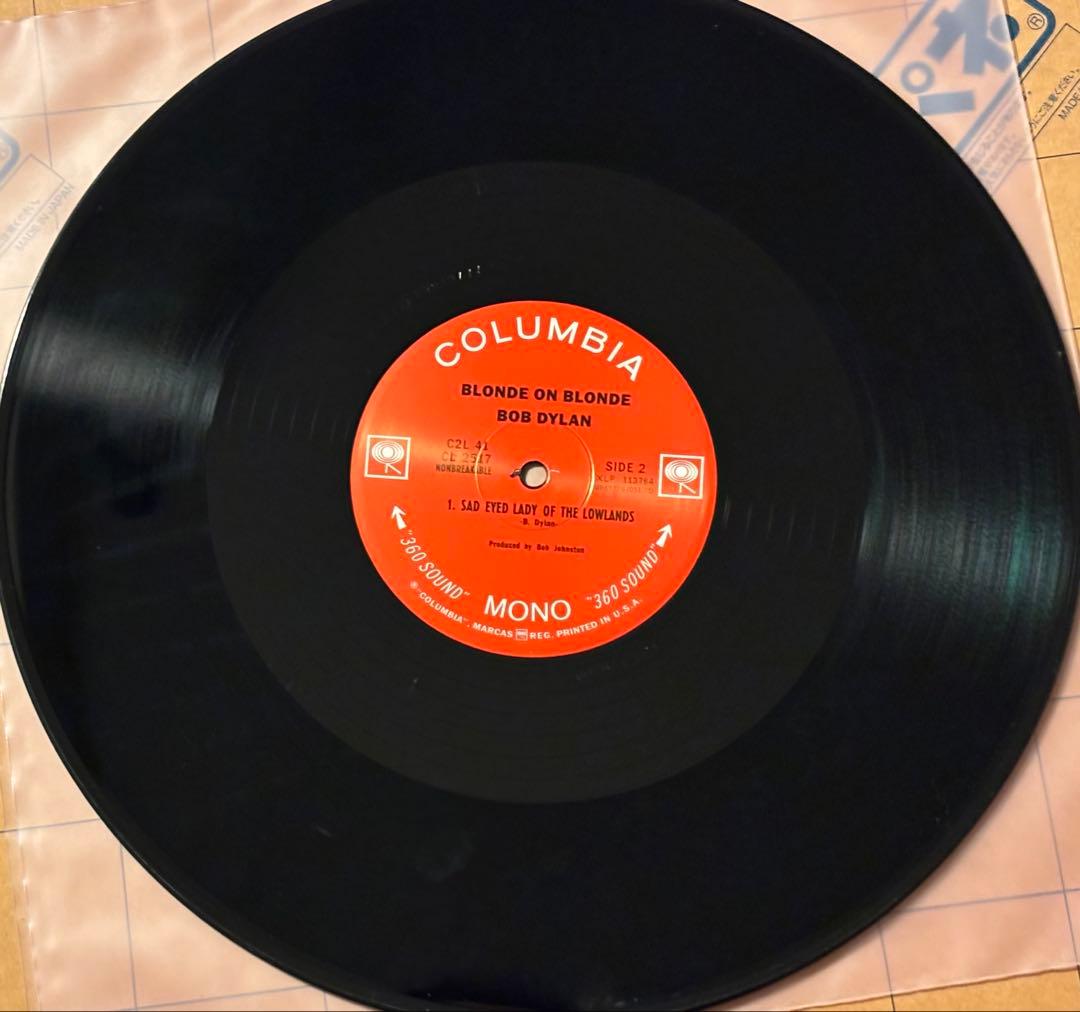 COLUMBIA
BLONDE ON BLONDE
BOB DYLAN
C2L 41
CL 2517
NONBREAKABLE
SIDE 2
XLP 113764
1. SAD EYED LADY OF THE LOWLANDS
-B. Dylan-
Produced by Bob Johnston
"360 SOUND" MONO "360 SOUND"
® "COLUMBIA", MARCAS REG. PRINTED IN U.S.A.
MADE IN JAPAN
ポ
®
MADE